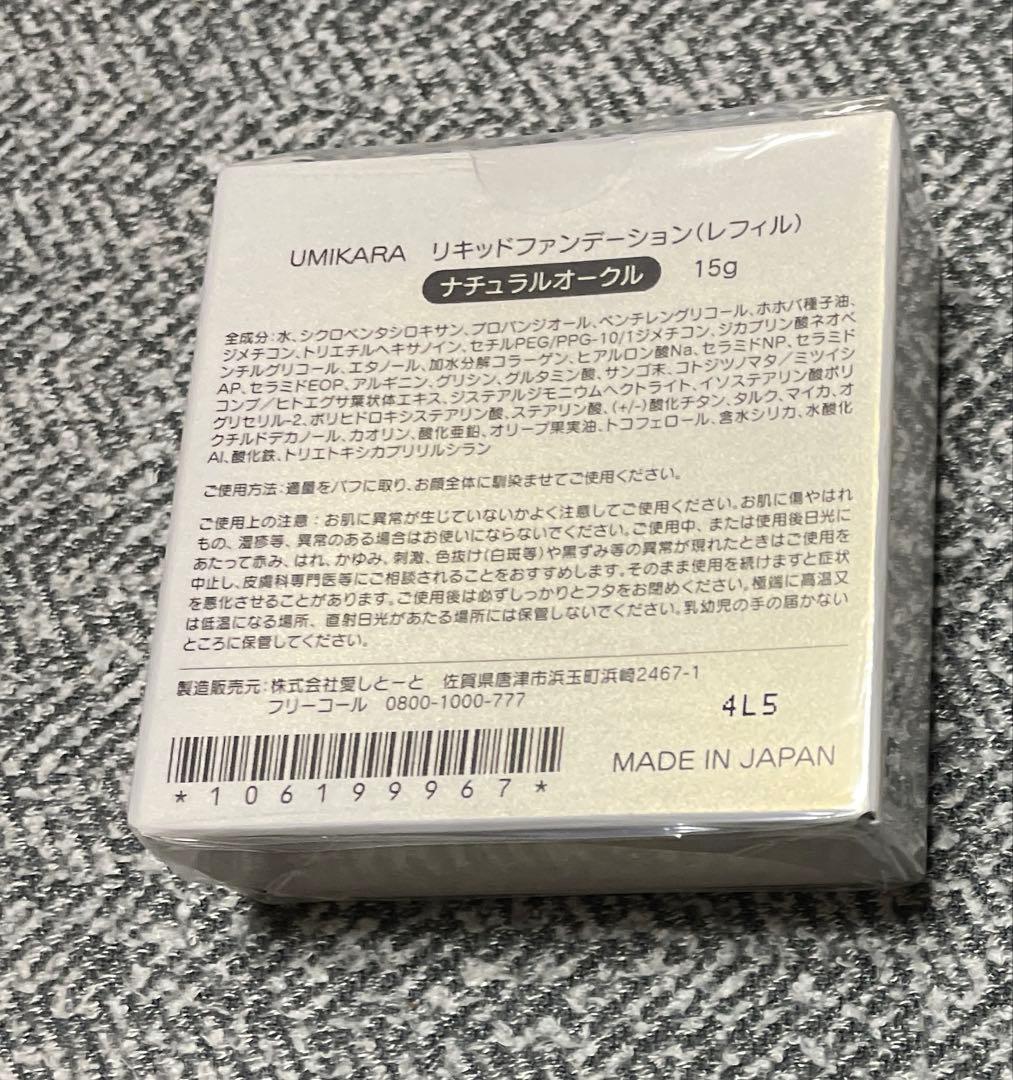 UMIKARA リキッドファンデーション(レフィル)
ナチュラルオークル 15g
全成分:水、シクロペンタシロキサン、プロパンジオール、ペンチレングリコール、ホホバ種子油、
ジメチコン、トリエチルヘキサノイン、セチルPEG/PPG-10/1ジメチコン、ジカプリン酸ネオペ
ンチルグリコール、エタノール、加水分解コラーゲン、ヒアルロン酸Na、セラミドNP、セラミド
AP、セラミドEOP、アルギニン、グリシン、グルタミン酸、サンゴ末、コトジツノマタ/ミツイシ
コンブ/ヒトエグサ葉状体エキス、ジステアルジモニウムヘクトライト、イソステアリン酸ポリ
グリセリル-2、ポリヒドロキシステアリン酸、ステアリン酸、(+/-)酸化チタン、タルク、マイカ、オ
クチルドデカノール、カオリン、酸化亜鉛、オリーブ果実油、トコフェロール、含水シリカ、水酸化
Al、酸化鉄、トリエトキシカプリリルシラン
ご使用方法:適量をパフに取り、お顔全体に馴染ませてご使用ください。
ご使用上の注意:お肌に異常が生じていないかよく注意してご使用ください。お肌に傷やはれ
もの、湿疹等、異常のある場合はお使いにならないでください。ご使用中、または使用後日光に
あたって赤み、はれ、かゆみ、刺激、色抜け(白斑等)や黒ずみ等の異常が現れたときはご使用を
中止し、皮膚科専門医等にご相談されることをおすすめします。そのまま使用を続けますと症状
を悪化させることがあります。ご使用後は必ずしっかりとフタをお閉めください。極端に高温又
は低温になる場所、直射日光があたる場所には保管しないでください。乳幼児の手の届かない
ところに保管してください。
製造販売元:株式会社愛しとーと 佐賀県唐津市浜玉町浜崎2467-1
フリーコール 0800-1000-777
4L5
MADE IN JAPAN
*106199967*